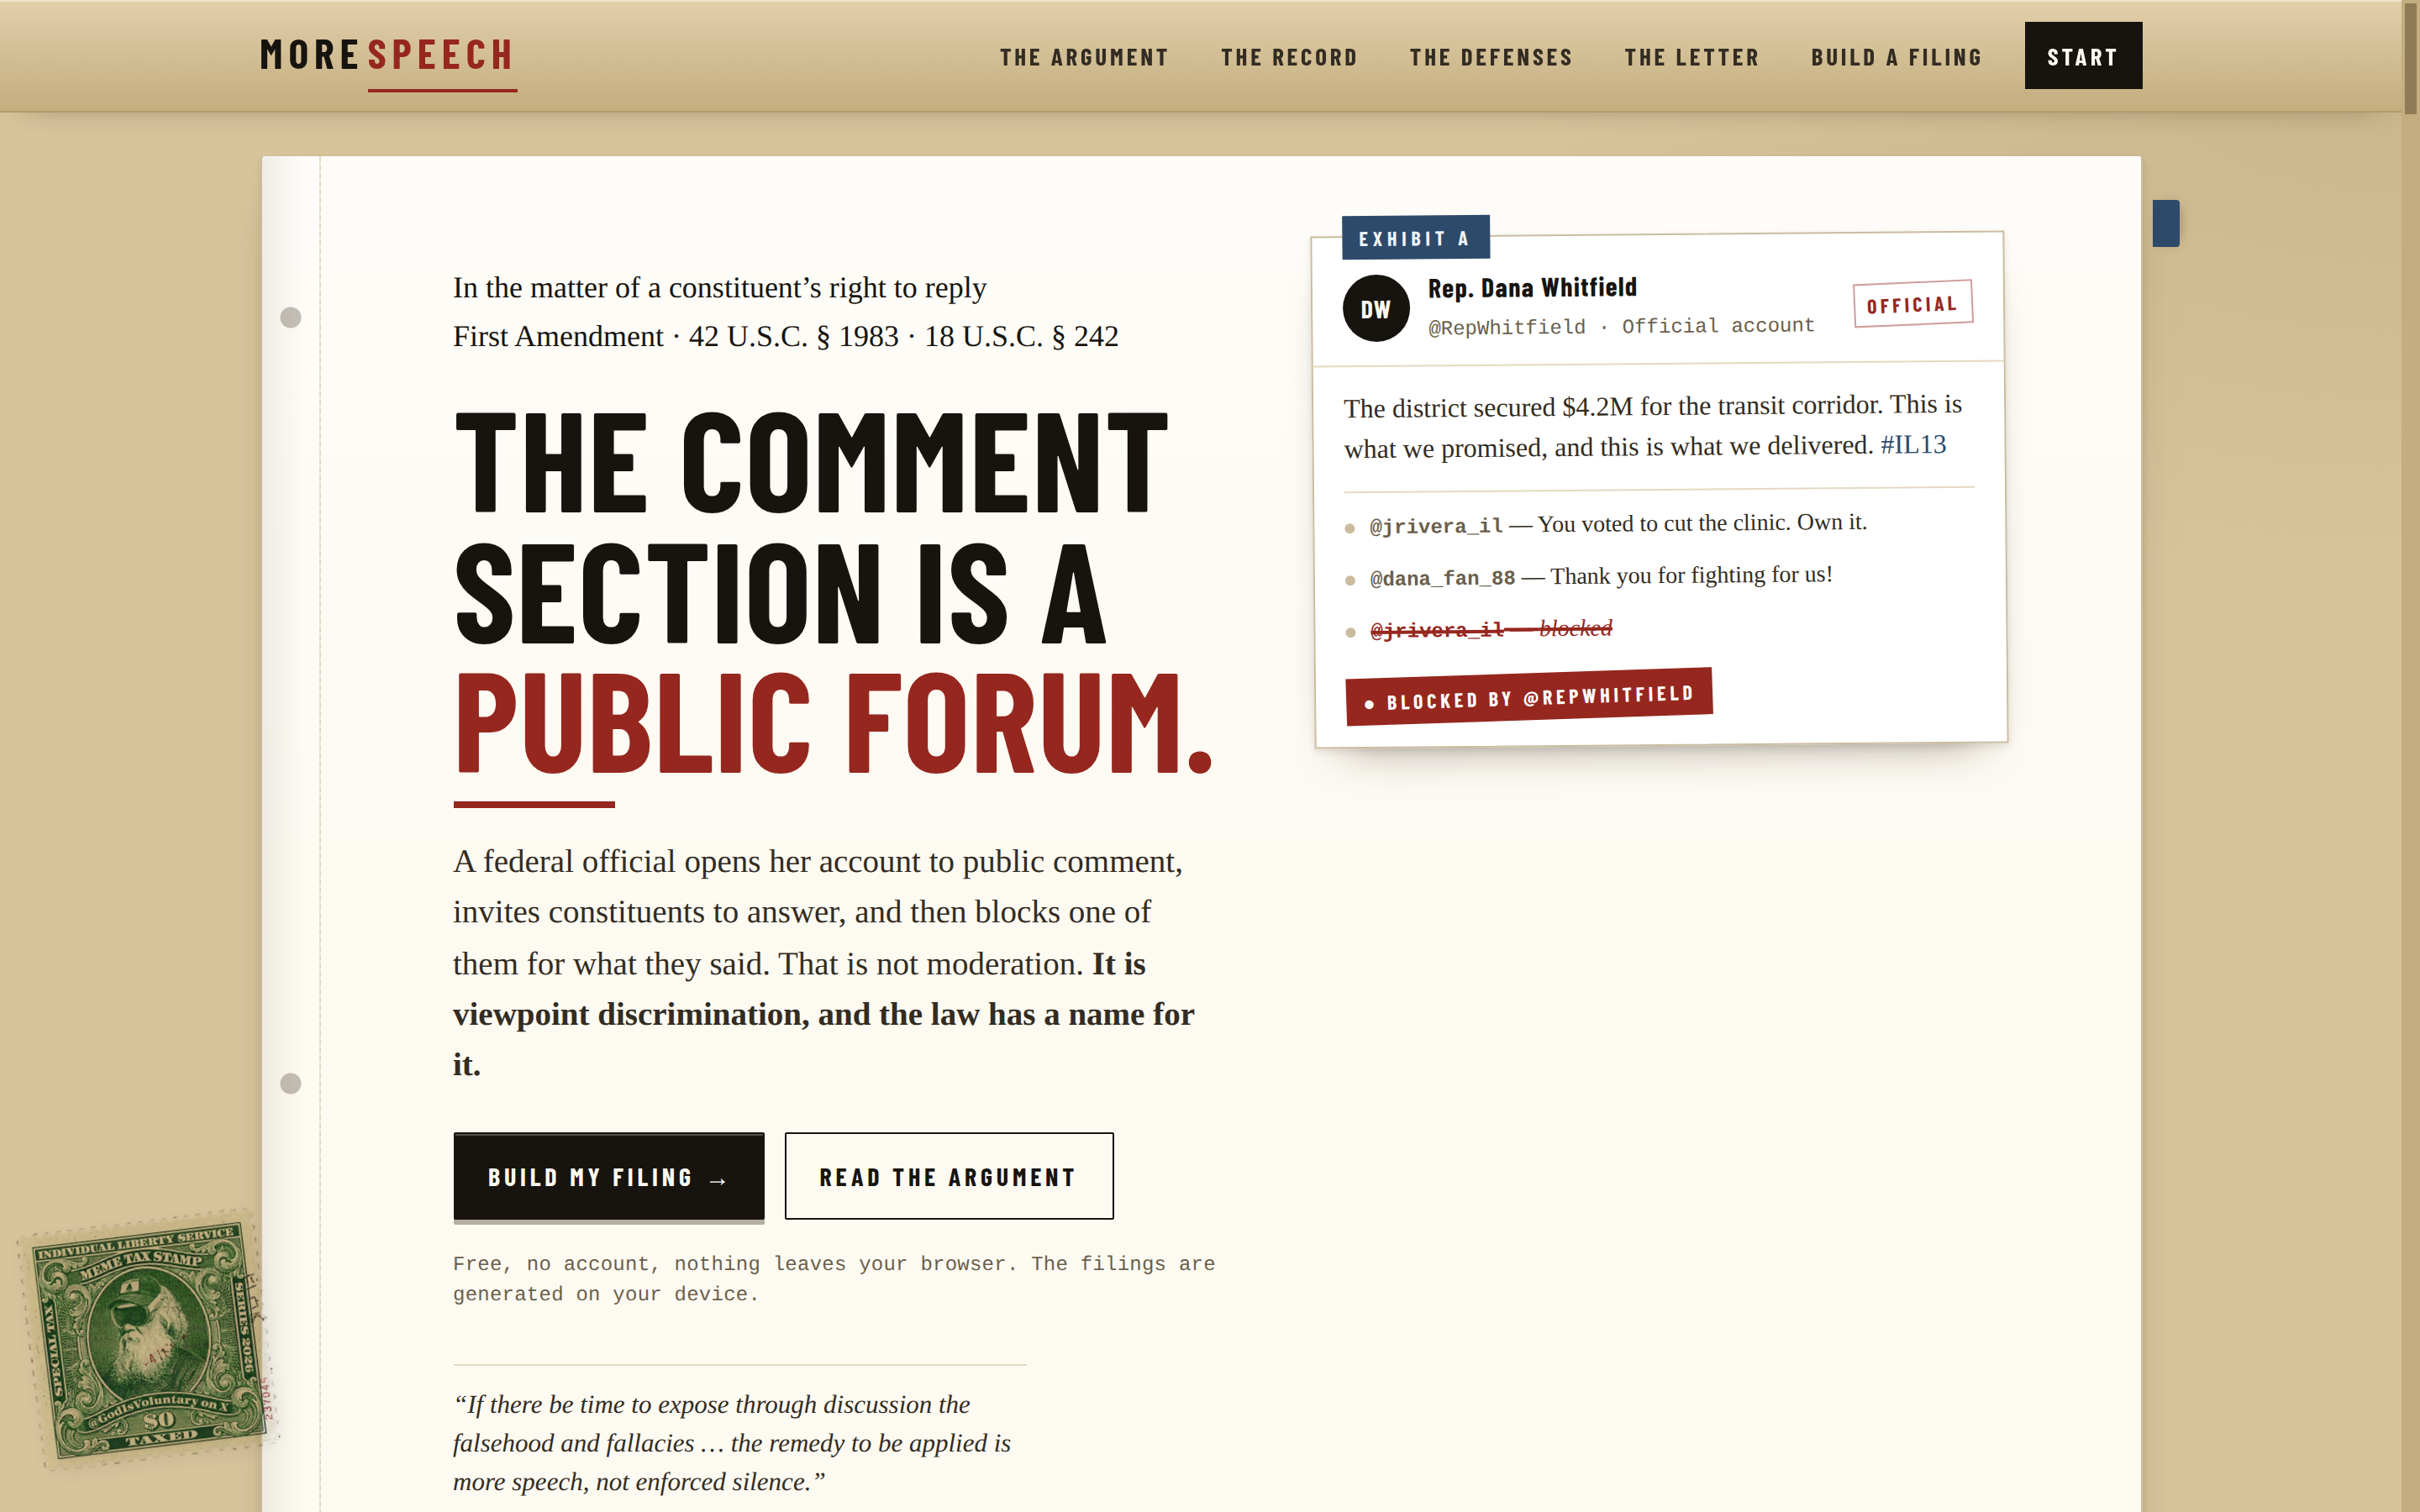 MORE SPEECH
THE ARGUMENT
THE RECORD
THE DEFENSES
THE LETTER
BUILD A FILING
START
In the matter of a constituent’s right to reply
First Amendment · 42 U.S.C. § 1983 · 18 U.S.C. § 242
THE COMMENT
SECTION IS A
PUBLIC FORUM.
A federal official opens her account to public comment,
invites constituents to answer, and then blocks one of
them for what they said. That is not moderation. It is
viewpoint discrimination, and the law has a name for
it.
BUILD MY FILING →
READ THE ARGUMENT
Free, no account, nothing leaves your browser. The filings are
generated on your device.
“If there be time to expose through discussion the
falsehood and fallacies … the remedy to be applied is
more speech, not enforced silence.”
EXHIBIT A
DW
Rep. Dana Whitfield
@RepWhitfield · Official account
OFFICIAL
The district secured $4.2M for the transit corridor. This is
what we promised, and this is what we delivered. #IL13
@jrivera_il — You voted to cut the clinic. Own it.
@dana_fan_88 — Thank you for fighting for us!
@jrivera_il — blocked
● BLOCKED BY @REPWHITFIELD
INDIVIDUAL LIBERTY SERVICE
MEME TAX STAMP
SPECIAL TAX
SERIES 2026
@GodIsVoluntary on X
$0
TAXED